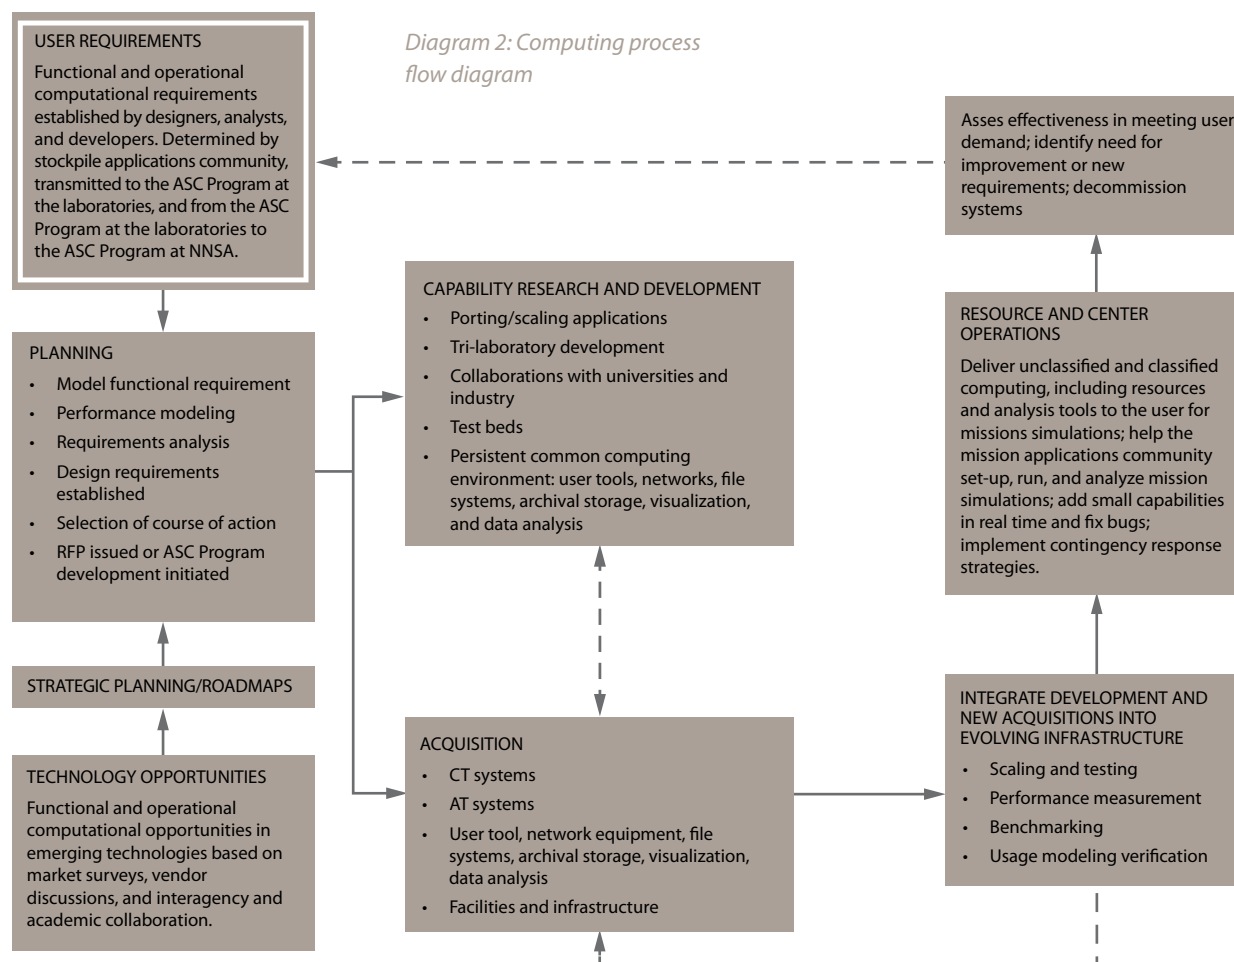 USER REQUIREMENTS
Functional and operational
computational requirements
established by designers, analysts,
and developers. Determined by
stockpile applications community,
transmitted to the ASC Program at
the laboratories, and from the ASC
Program at the laboratories to
the ASC Program at NNSA.
Diagram 2: Computing process
flow diagram
Asses effectiveness in meeting user
demand; identify need for
improvement or new
requirements; decommission
systems
PLANNING
• Model functional requirement
• Performance modeling
• Requirements analysis
• Design requirements
established
• Selection of course of action
• RFP issued or ASC Program
development initiated
CAPABILITY RESEARCH AND DEVELOPMENT
• Porting/scaling applications
• Tri-laboratory development
• Collaborations with universities and
industry
• Test beds
• Persistent common computing
environment: user tools, networks, file
systems, archival storage, visualization,
and data analysis
RESOURCE AND CENTER
OPERATIONS
Deliver unclassified and classified
computing, including resources
and analysis tools to the user for
missions simulations; help the
mission applications community
set-up, run, and analyze mission
simulations; add small capabilities
in real time and fix bugs;
implement contingency response
strategies.
STRATEGIC PLANNING/ROADMAPS
TECHNOLOGY OPPORTUNITIES
Functional and operational
computational opportunities in
emerging technologies based on
market surveys, vendor
discussions, and interagency and
academic collaboration.
ACQUISITION
• CT systems
• AT systems
• User tool, network equipment, file
systems, archival storage, visualization,
data analysis
• Facilities and infrastructure
INTEGRATE DEVELOPMENT AND
NEW ACQUISITIONS INTO
EVOLVING INFRASTRUCTURE
• Scaling and testing
• Performance measurement
• Benchmarking
• Usage modeling verification